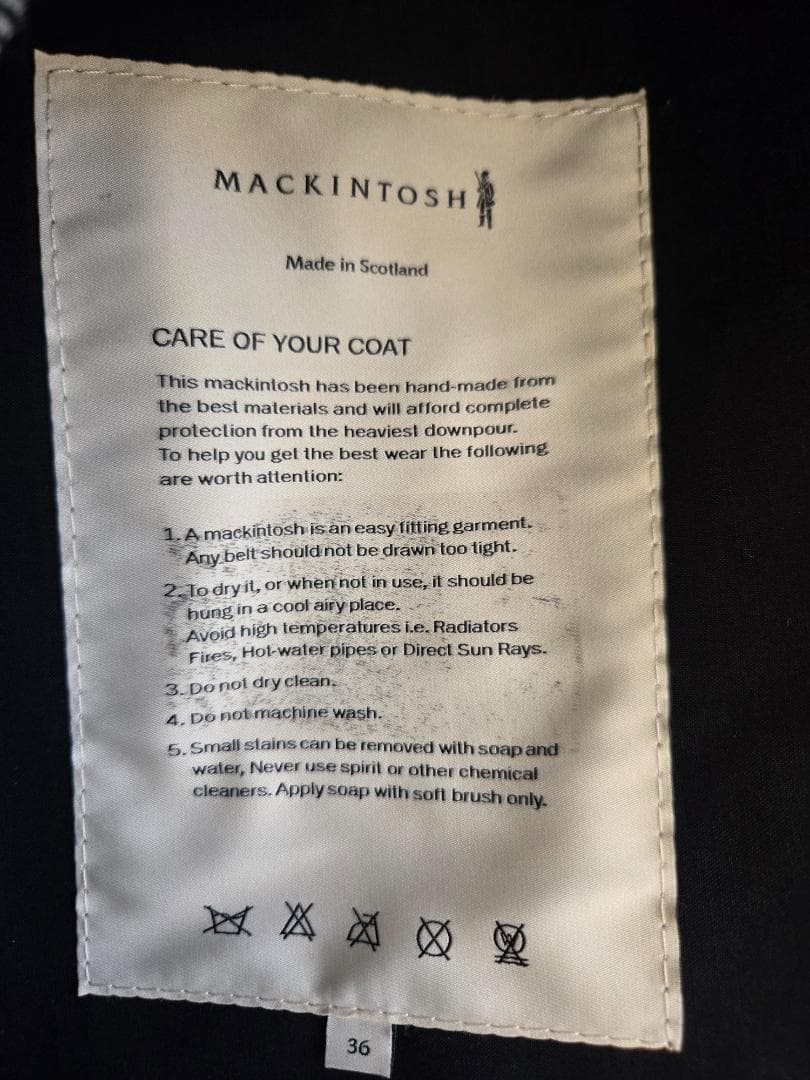 MACKINTOSH
Made in Scotland
CARE OF YOUR COAT
This mackintosh has been hand-made from
the best materials and will afford complete
protection from the heaviest downpour.
To help you get the best wear the following
are worth attention:
1. A mackintosh is an easy fitting garment.
Any belt should not be drawn too tight.
2. To dry it, or when not in use, it should be
hung in a cool airy place.
Avoid high temperatures i.e. Radiators
Fires, Hot-water pipes or Direct Sun Rays.
3. Do not dry clean.
4. Do not machine wash.
5. Small stains can be removed with soap and
water, Never use spirit or other chemical
cleaners. Apply soap with soft brush only.
W
36